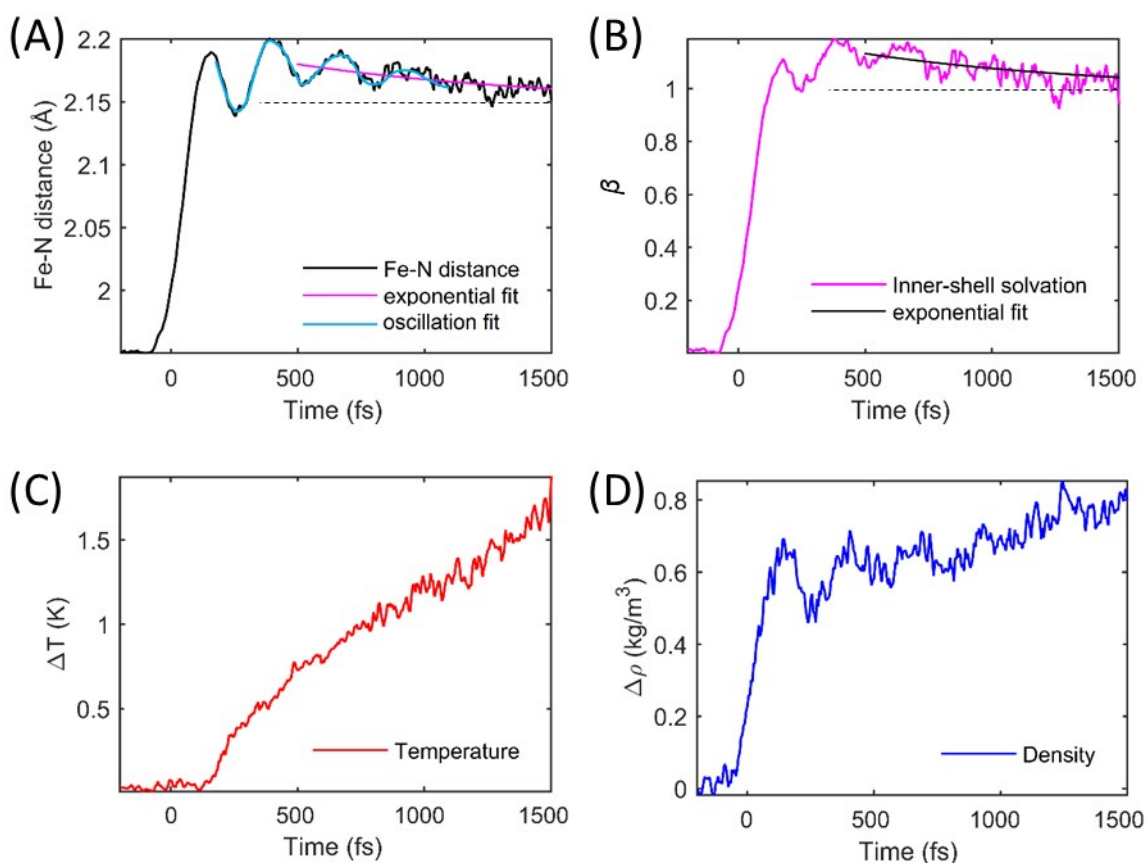 (A)
2.2
2.15
2.1
2.05
2
Fe-N distance (Å)
Fe-N distance
exponential fit
oscillation fit
0
500
1000
1500
Time (fs)
(B)
1
0.8
0.6
0.4
0.2
β
Inner-shell solvation
exponential fit
0
500
1000
1500
Time (fs)
(C)
1.5
1
0.5
ΔT (K)
Temperature
0
500
1000
1500
Time (fs)
(D)
0.8
0.6
0.4
0.2
0
Δρ (kg/m³)
Density
0
500
1000
1500
Time (fs)